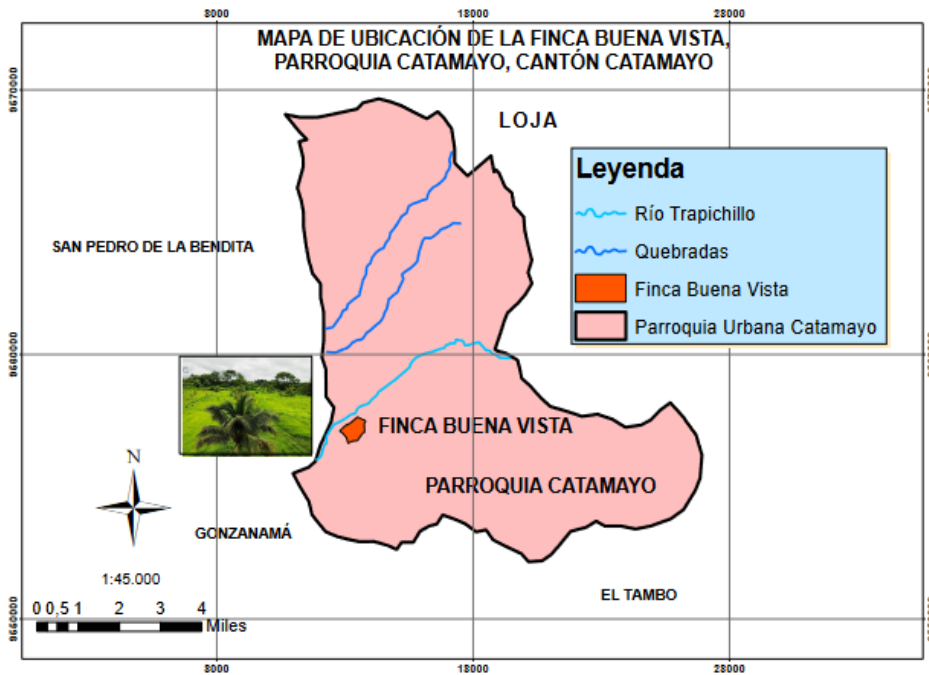 8000 18000 28000
MAPA DE UBICACIÓN DE LA FINCA BUENA VISTA,
PARROQUIA CATAMAYO, CANTÓN CATAMAYO
9670000
LOJA
Leyenda
Río Trapichillo
Quebradas
Finca Buena Vista
Parroquia Urbana Catamayo
SAN PEDRO DE LA BENDITA
FINCA BUENA VISTA
PARROQUIA CATAMAYO
N
GONZANAMÁ
1:45.000
EL TAMBO
0 0,5 1 2 3 4
Miles
8000 18000 28000